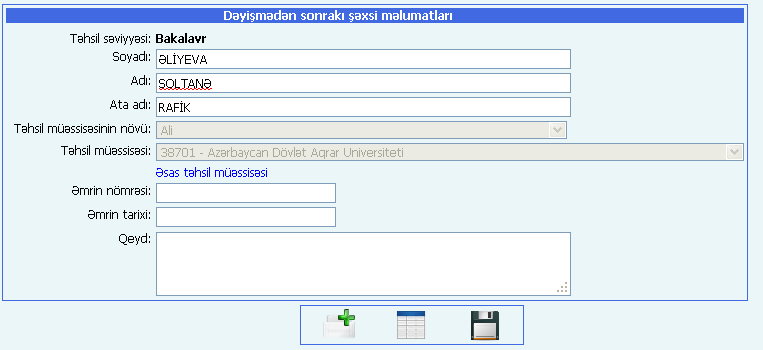 Dəyişmədən sonrakı şəxsi məlumatları
Təhsil səviyyəsi: Bakalavr
Soyadı: ƏLİYEVA
Adı: SOLTANƏ
Ata adı: RAFİK
Təhsil müəssisəsinin növü: Ali
Təhsil müəssisəsi: 38701 - Azərbaycan Dövlət Aqrar Universiteti
Əsas təhsil müəssisəsi
Əmrin nömrəsi:
Əmrin tarixi:
Qeyd: